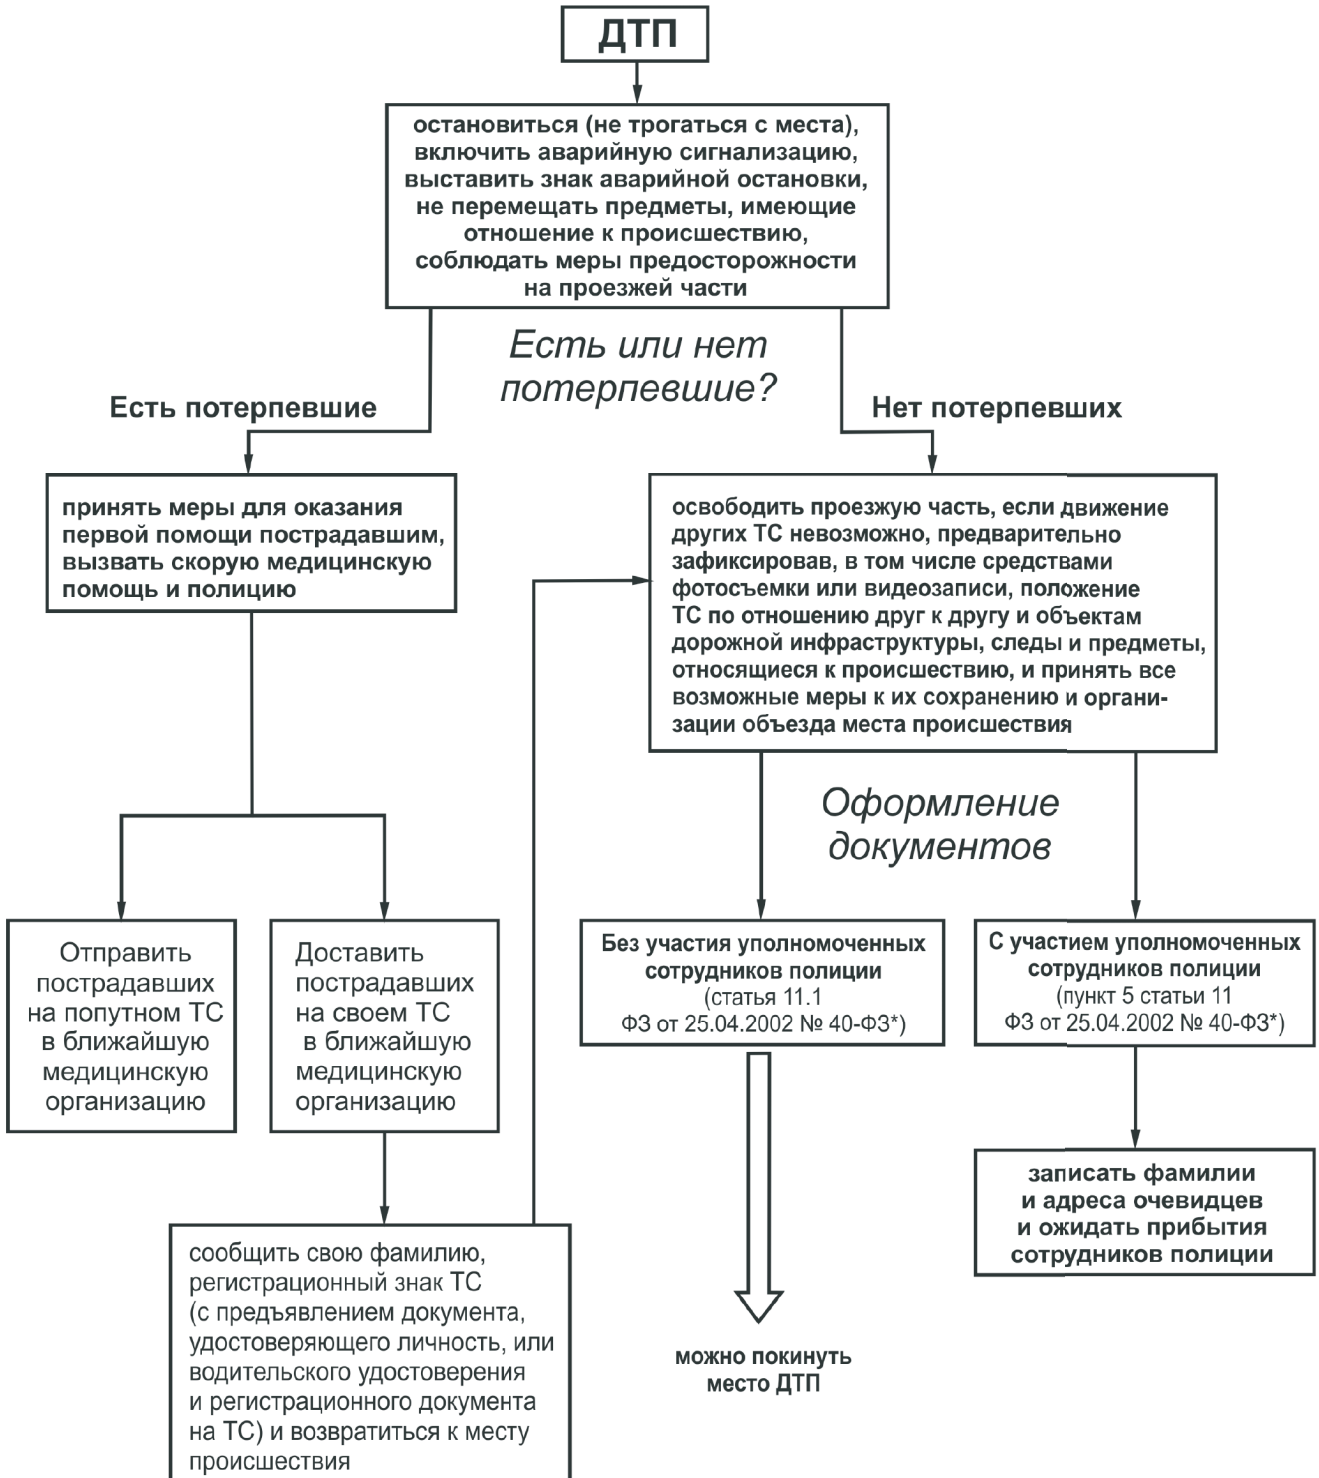 ДТП
остановиться (не трогаться с места),
включить аварийную сигнализацию,
выставить знак аварийной остановки,
не перемещать предметы, имеющие
отношение к происшествию,
соблюдать меры предосторожности
на проезжей части
Есть или нет
потерпевшие?
Есть потерпевшие
Нет потерпевших
принять меры для оказания
первой помощи пострадавшим,
вызвать скорую медицинскую
помощь и полицию
освободить проезжую часть, если движение
других ТС невозможно, предварительно
зафиксировав, в том числе средствами
фотосъемки или видеозаписи, положение
ТС по отношению друг к другу и объектам
дорожной инфраструктуры, следы и предметы,
относящиеся к происшествию, и принять все
возможные меры к их сохранению и органи-
зации объезда места происшествия
Оформление
документов
Отправить
пострадавших
на попутном ТС
в ближайшую
медицинскую
организацию
Доставить
пострадавших
на своем ТС
в ближайшую
медицинскую
организацию
Без участия уполномоченных
сотрудников полиции
(статья 11.1
ФЗ от 25.04.2002 № 40-ФЗ*)
С участием уполномоченных
сотрудников полиции
(пункт 5 статьи 11
ФЗ от 25.04.2002 № 40-ФЗ*)
записать фамилии
и адреса очевидцев
и ожидать прибытия
сотрудников полиции
сообщить свою фамилию,
регистрационный знак ТС
(с предъявлением документа,
удостоверяющего личность, или
водительского удостоверения
и регистрационного документа
на ТС) и возвратиться к месту
происшествия
можно покинуть
место ДТП